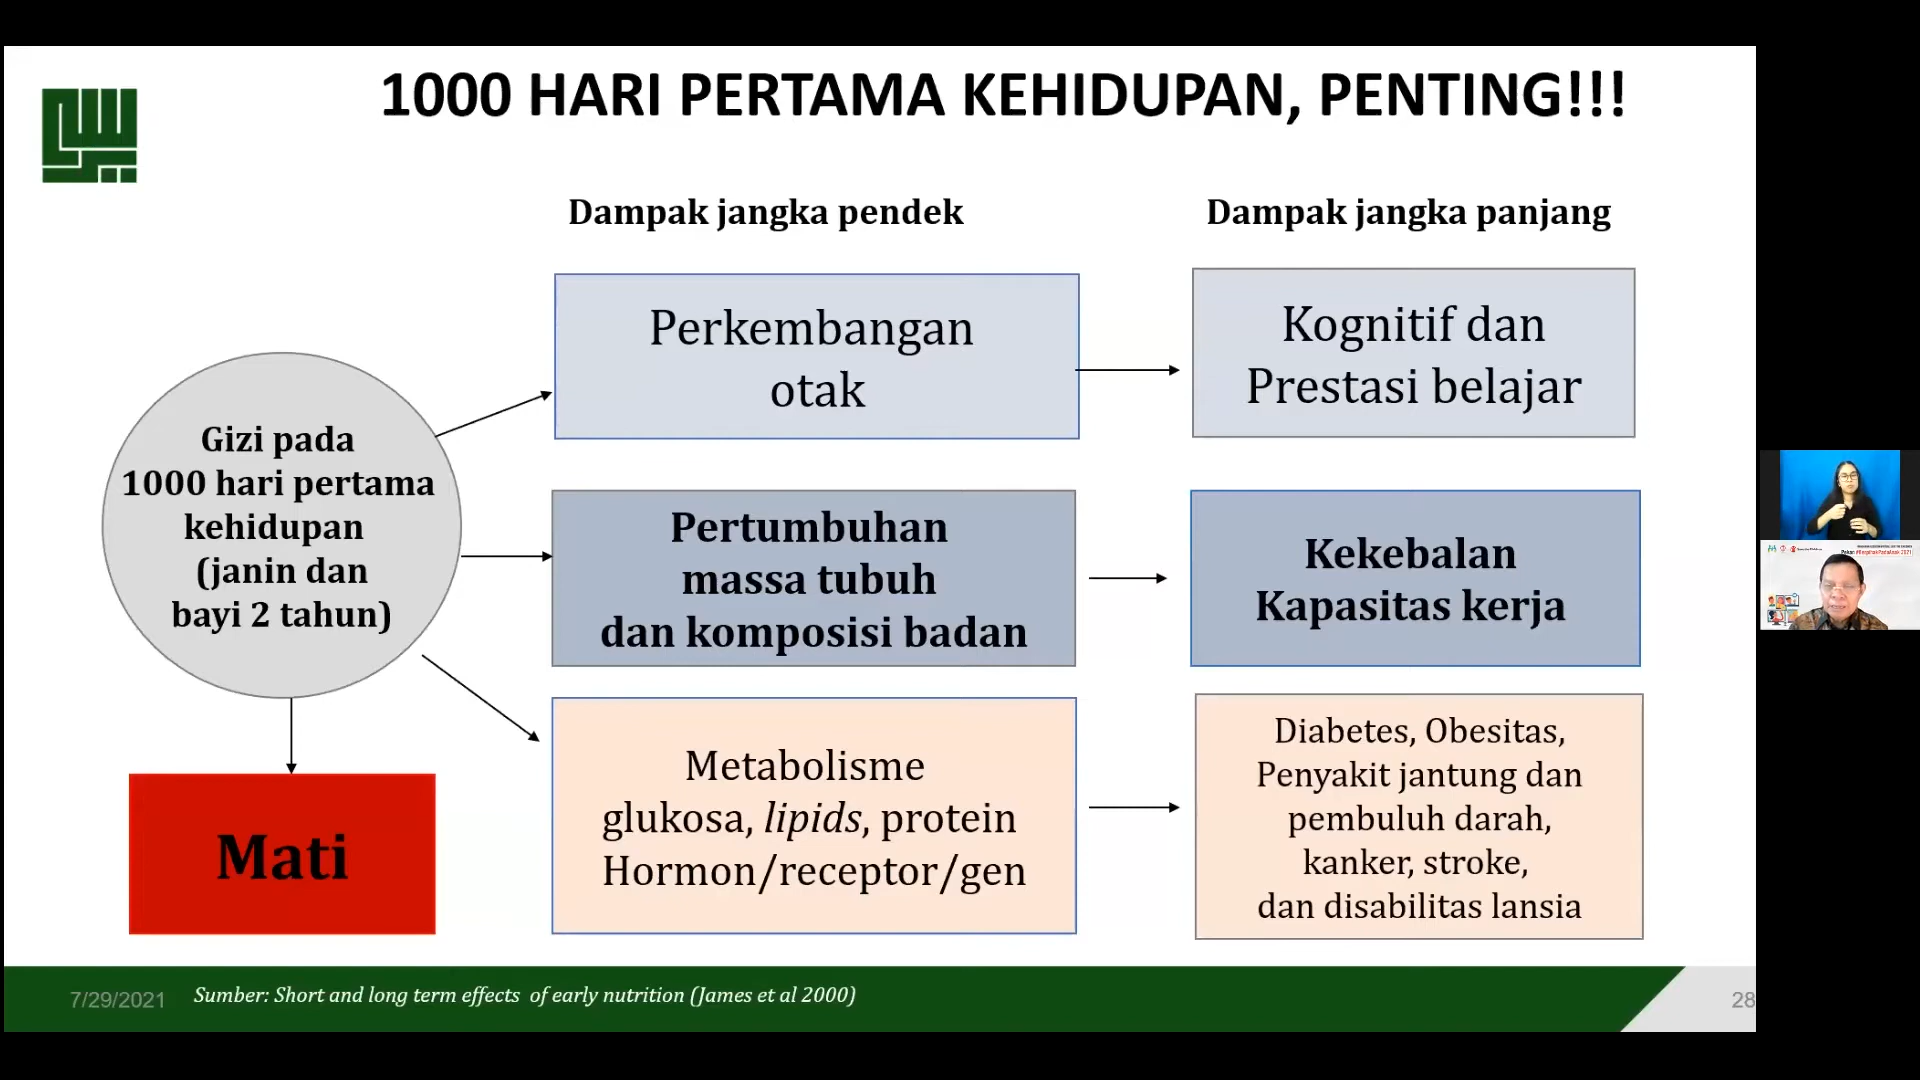 1000 HARI PERTAMA KEHIDUPAN, PENTING!!!
Dampak jangka pendek
Dampak jangka panjang
Gizi pada
1000 hari pertama
kehidupan
(janin dan
bayi 2 tahun)
Mati
Perkembangan
otak
Kognitif dan
Prestasi belajar
Pertumbuhan
massa tubuh
dan komposisi badan
Kekebalan
Kapasitas kerja
Metabolisme
glukosa, lipids, protein
Hormon/receptor/gen
Diabetes, Obesitas,
Penyakit jantung dan
pembuluh darah,
kanker, stroke,
dan disabilitas lansia
7/29/2021
Sumber: Short and long term effects of early nutrition (James et al 2000)
28